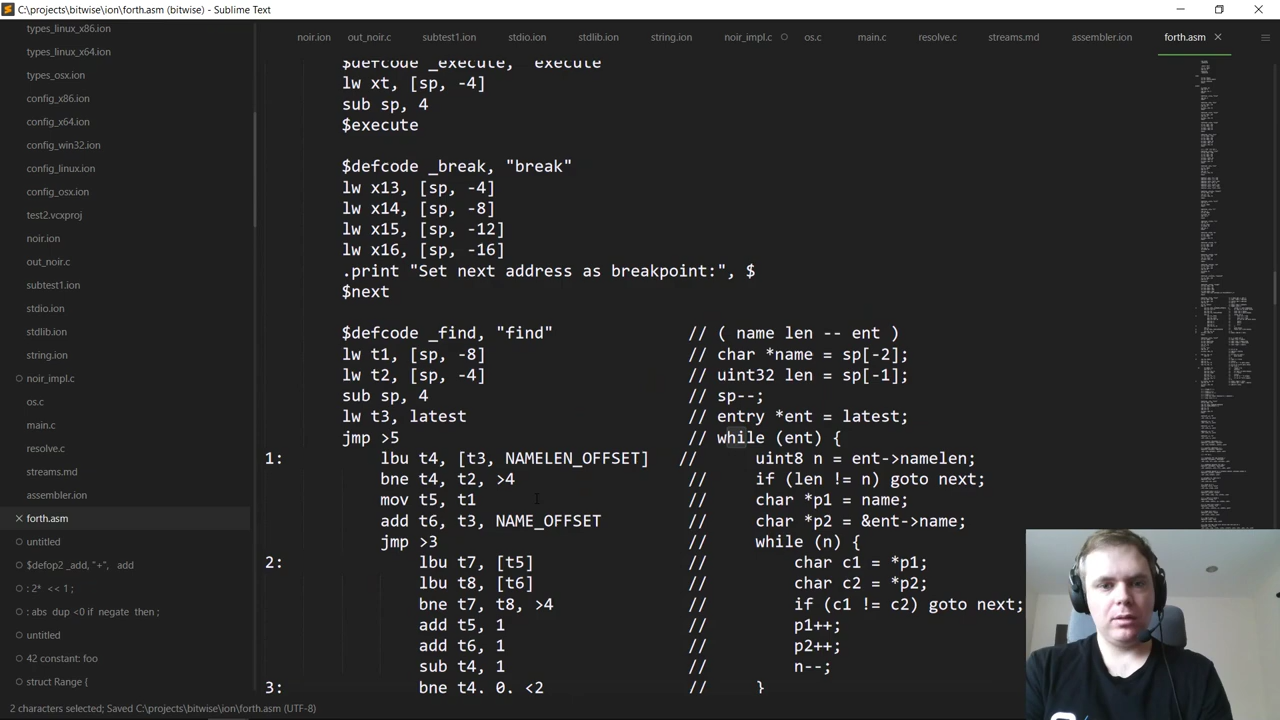 C:\projects\bitwise\ion\forth.asm (bitwise) - Sublime Text
types_linux_x86.ion
types_linux_x64.ion
types_osx.ion
config_x86.ion
config_x64.ion
config_win32.ion
config_linux.ion
config_osx.ion
test2.vcxproj
noir.ion
out_noir.c
subtest1.ion
stdio.ion
stdlib.ion
string.ion
noir_impl.c
os.c
main.c
resolve.c
streams.md
assembler.ion
forth.asm
untitled
$defop2 _add, "+", add
: 2* << 1 ;
: abs dup <0 if negate then ;
untitled
42 constant: foo
struct Range {
noir.ion out_noir.c subtest1.ion stdio.ion stdlib.ion string.ion noir_impl.c os.c main.c resolve.c streams.md assembler.ion forth.asm
$defcode _execute, execute
lw xt, [sp, -4]
sub sp, 4
$execute
$defcode _break, "break"
lw x13, [sp, -4]
lw x14, [sp, -8]
lw x15, [sp, -12]
lw x16, [sp, -16]
.print "Set next address as breakpoint:", $
$next
$defcode _find, "find" // ( name len -- ent )
lw t1, [sp, -8] // char *name = sp[-2];
lw t2, [sp, -4] // uint32 len = sp[-1];
sub sp, 4 // sp--;
lw t3, latest // entry *ent = latest;
jmp >5 // while (ent) {
1: lbu t4, [t3, NAMELEN_OFFSET] // uint8 n = ent->namelen;
bne t4, t2, >4 // if (len != n) goto next;
mov t5, t1 // char *p1 = name;
add t6, t3, NAME_OFFSET // char *p2 = &ent->name;
jmp >3 // while (n) {
2: lbu t7, [t5] // char c1 = *p1;
lbu t8, [t6] // char c2 = *p2;
bne t7, t8, >4 // if (c1 != c2) goto next;
add t5, 1 // p1++;
add t6, 1 // p2++;
sub t4, 1 // n--;
3: bne t4, 0, <2 // }
2 characters selected; Saved C:\projects\bitwise\ion\forth.asm (UTF-8)